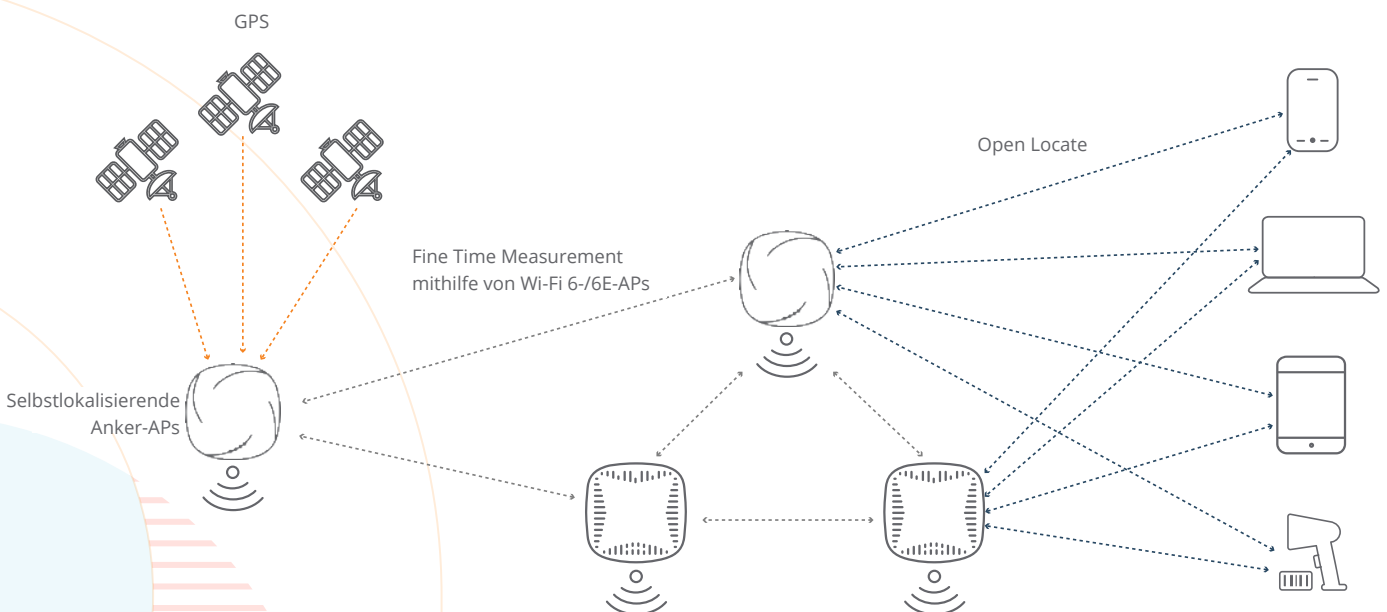 GPS
Open Locate
Fine Time Measurement
mithilfe von Wi-Fi 6-/6E-APs
Selbstlokalisierende
Anker-APs